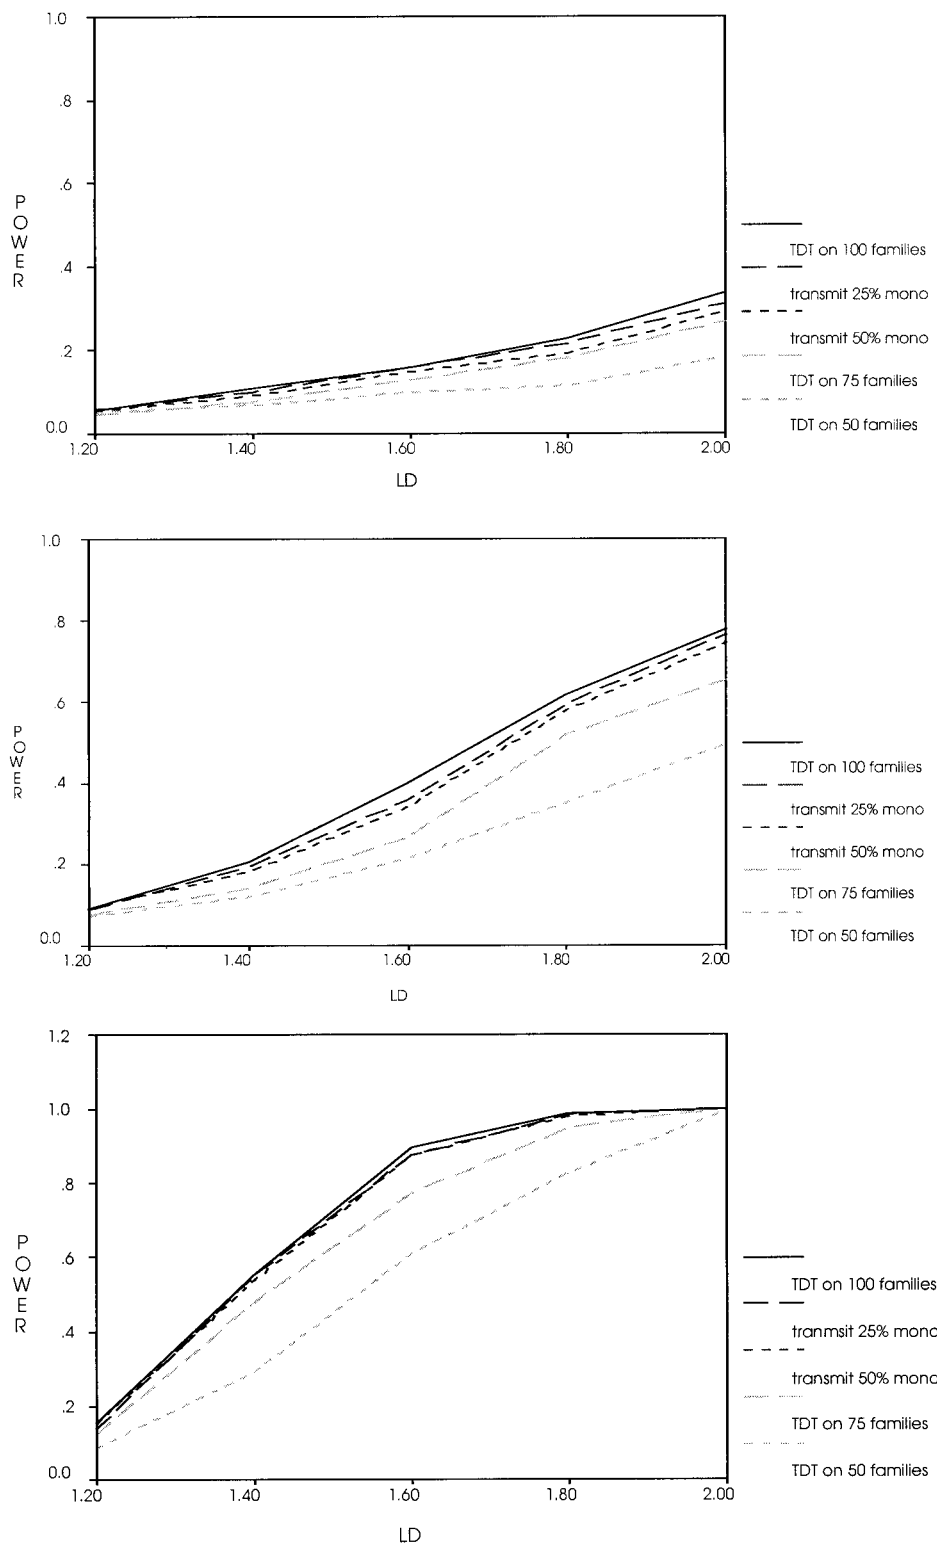 1.0
.8
.6
.4
.2
0.0
POWER
1.20 1.40 1.60 1.80 2.00
LD
TDT on 100 families
transmit 25% mono
transmit 50% mono
TDT on 75 families
TDT on 50 families
1.0
.8
.6
.4
.2
0.0
POWER
1.20 1.40 1.60 1.80 2.00
LD
TDT on 100 families
transmit 25% mono
transmit 50% mono
TDT on 75 families
TDT on 50 families
1.2
1.0
.8
.6
.4
.2
0.0
POWER
1.20 1.40 1.60 1.80 2.00
LD
TDT on 100 families
tranmsit 25% mono
transmit 50% mono
TDT on 75 families
TDT on 50 families